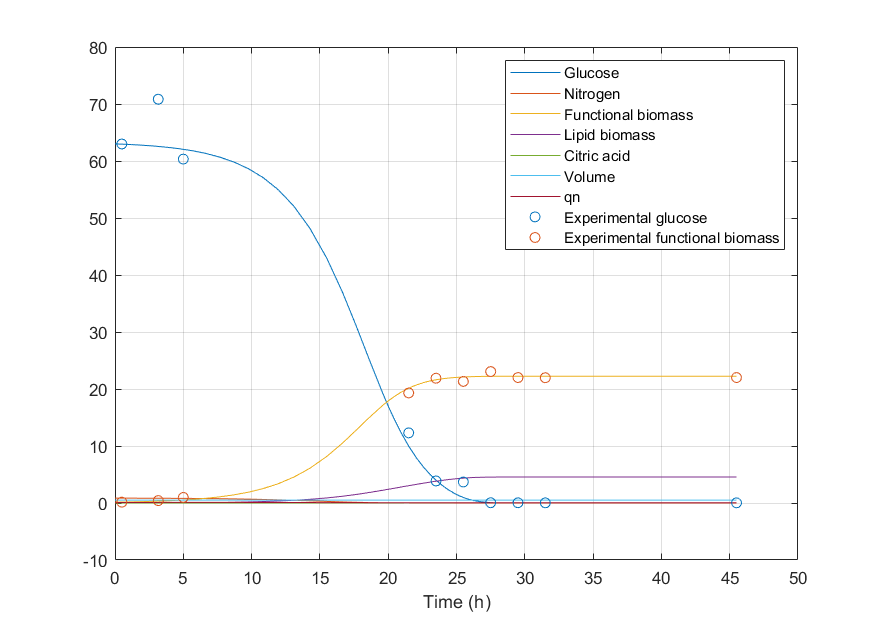 80
70
60
50
40
30
20
10
0
-10
Glucose
Nitrogen
Functional biomass
Lipid biomass
Citric acid
Volume
qn
Experimental glucose
Experimental functional biomass
0 5 10 15 20 25 30 35 40 45 50
Time (h)